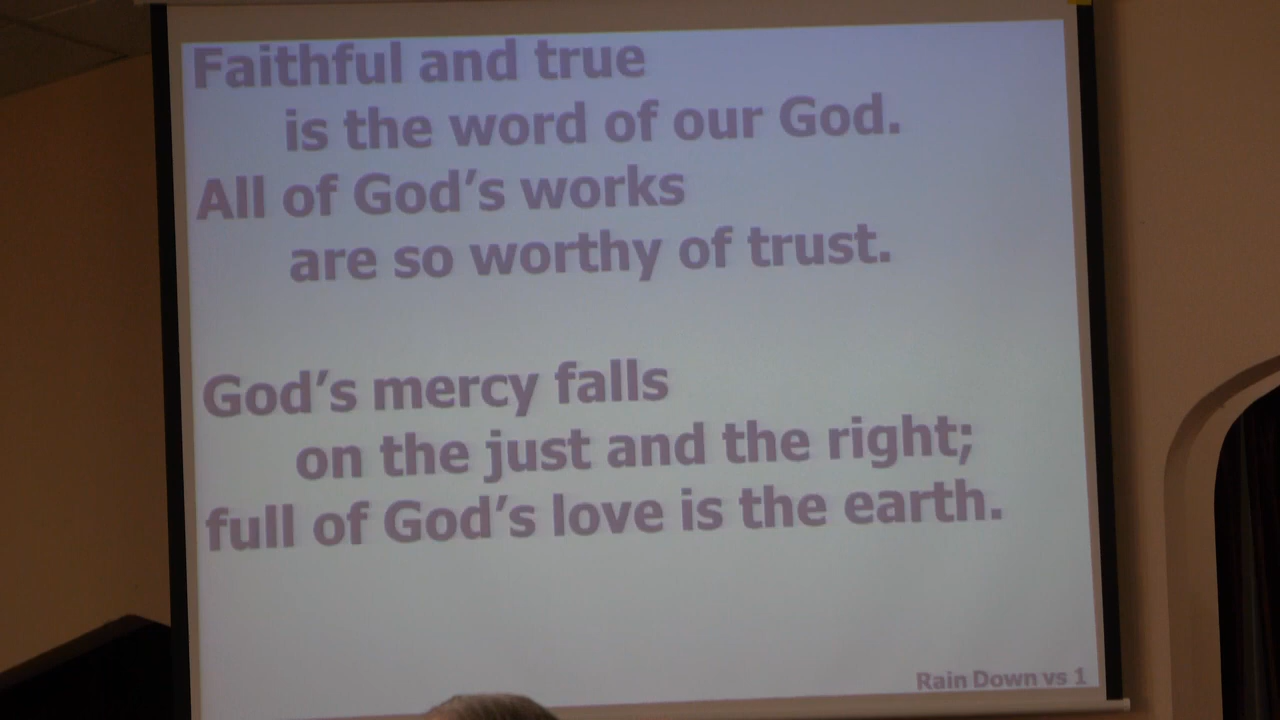 Faithful and true
is the word of our God.
All of God's works
are so worthy of trust.
God's mercy falls
on the just and the right;
full of God's love is the earth.
Rain Down vs 1